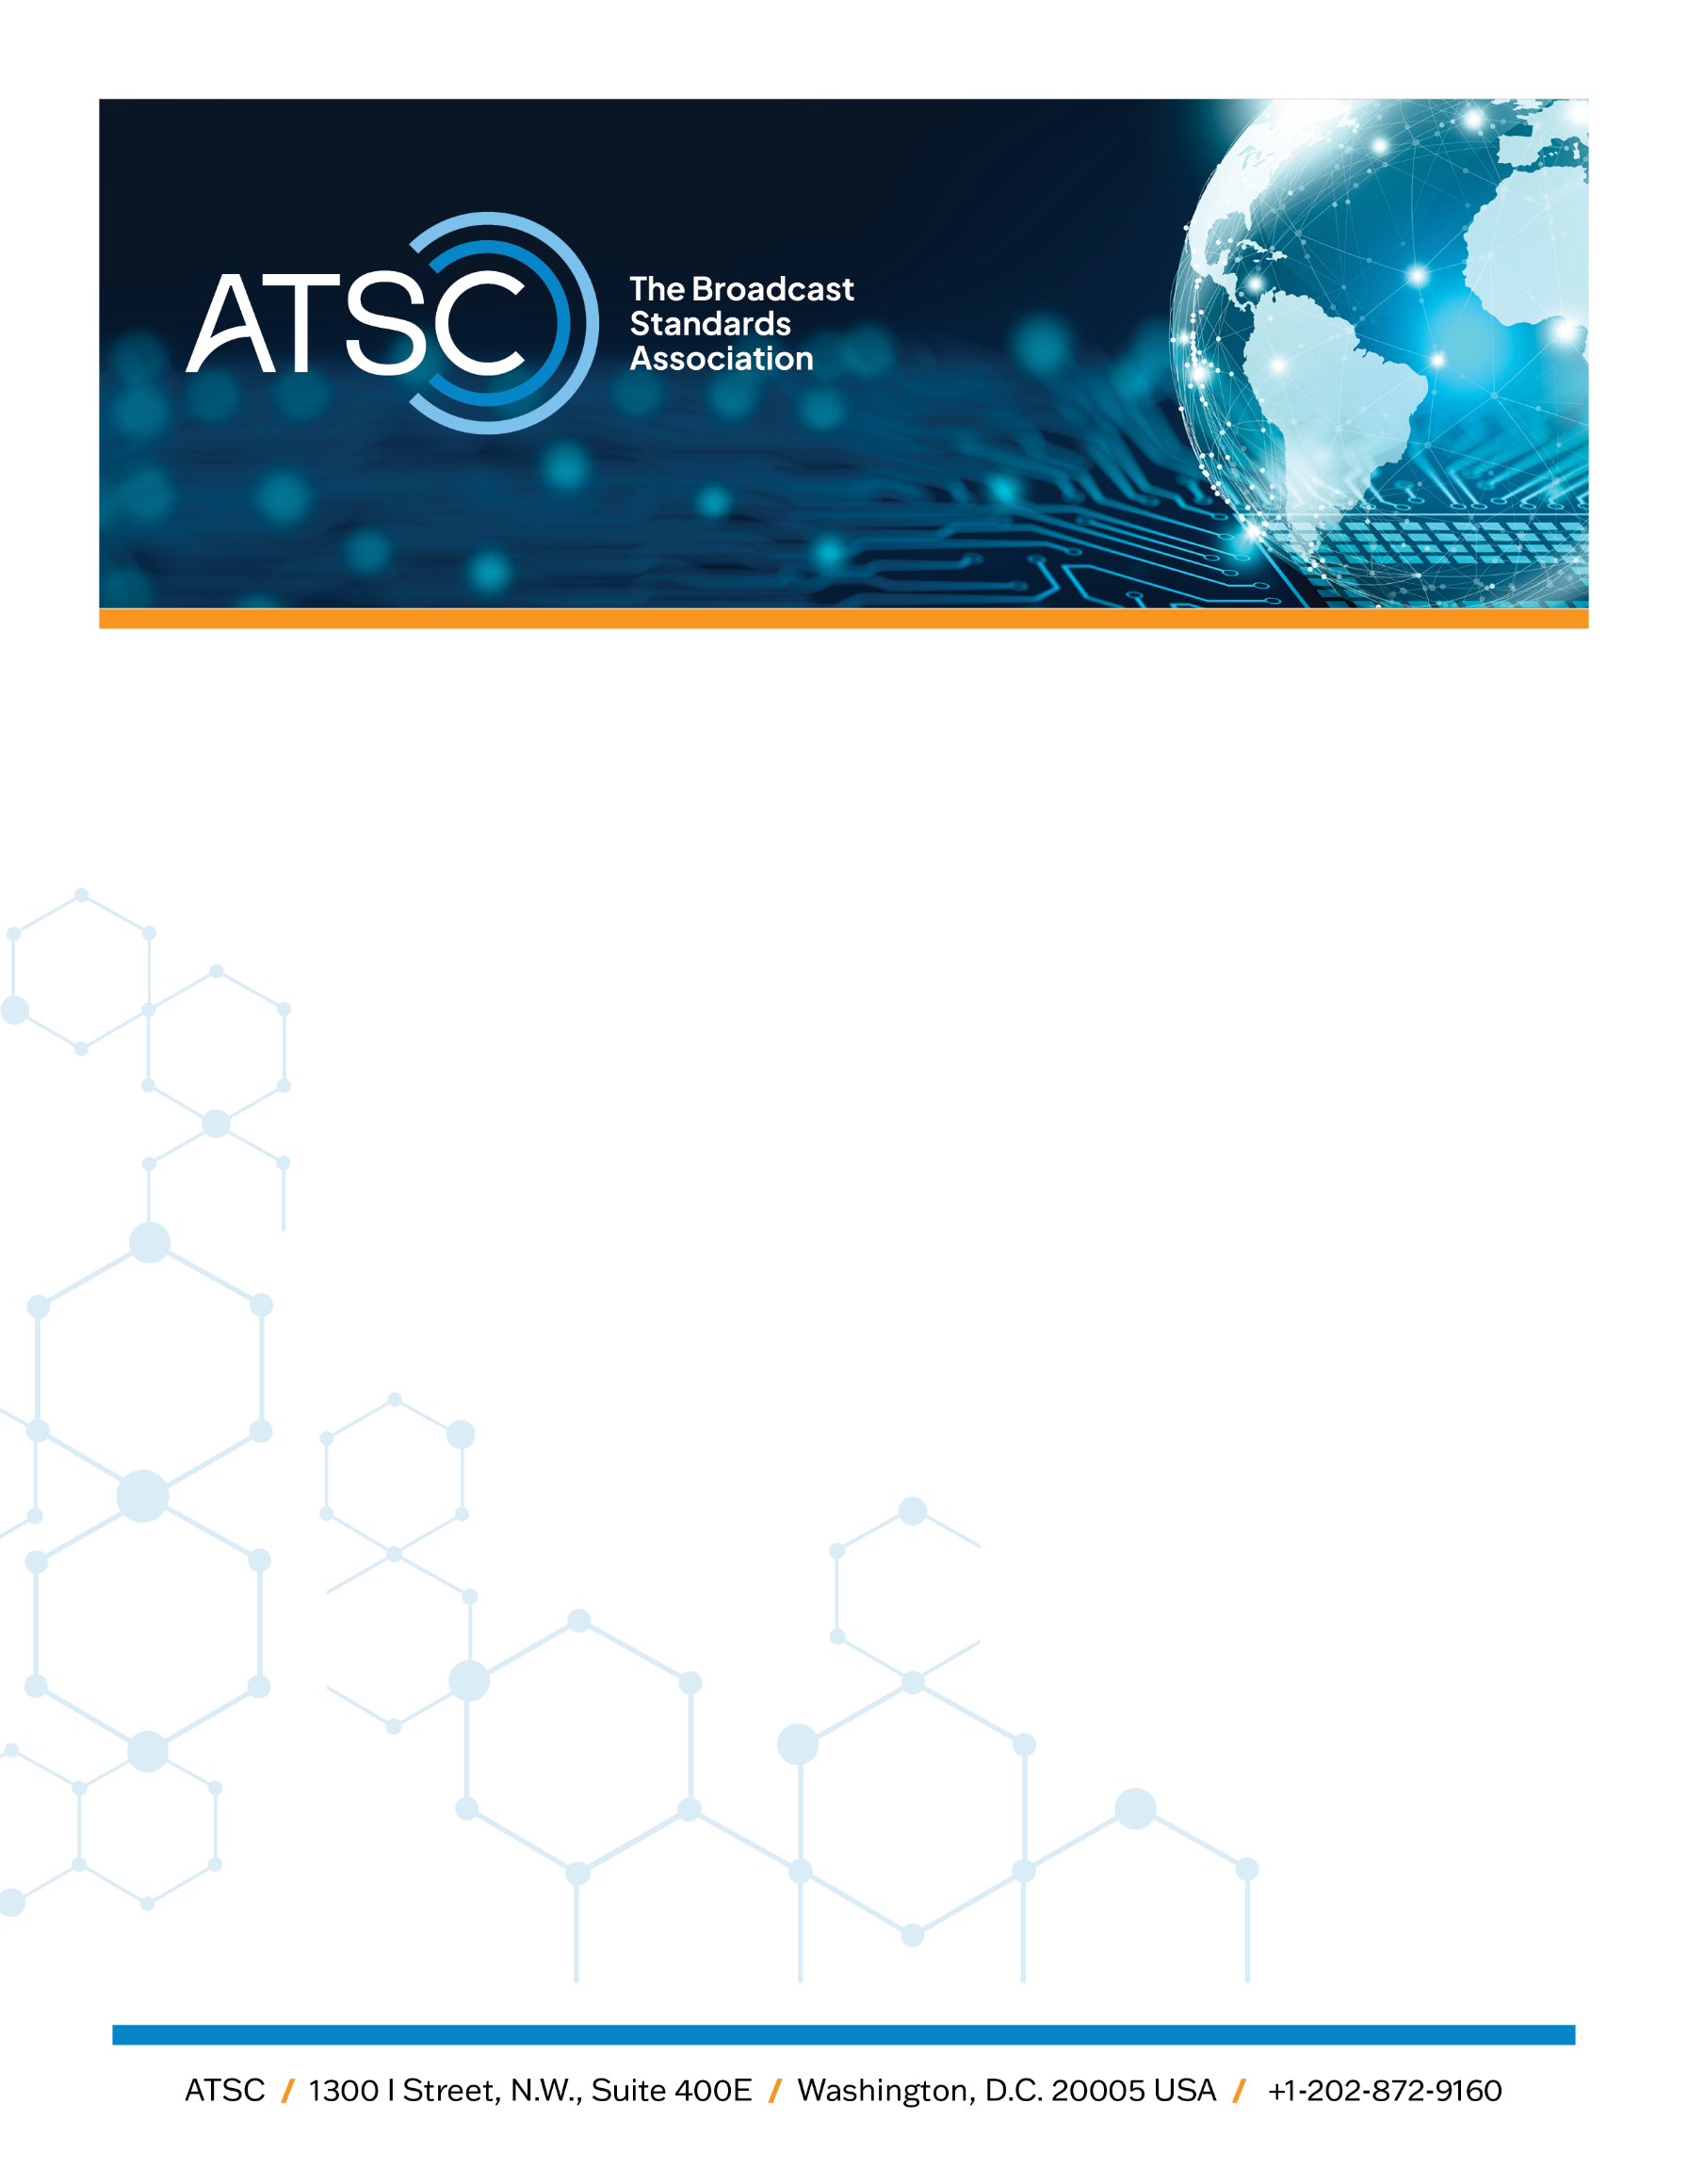 ATSC
The Broadcast
Standards
Association
ATSC / 1300 I Street, N.W., Suite 400E / Washington, D.C. 20005 USA / +1-202-872-9160